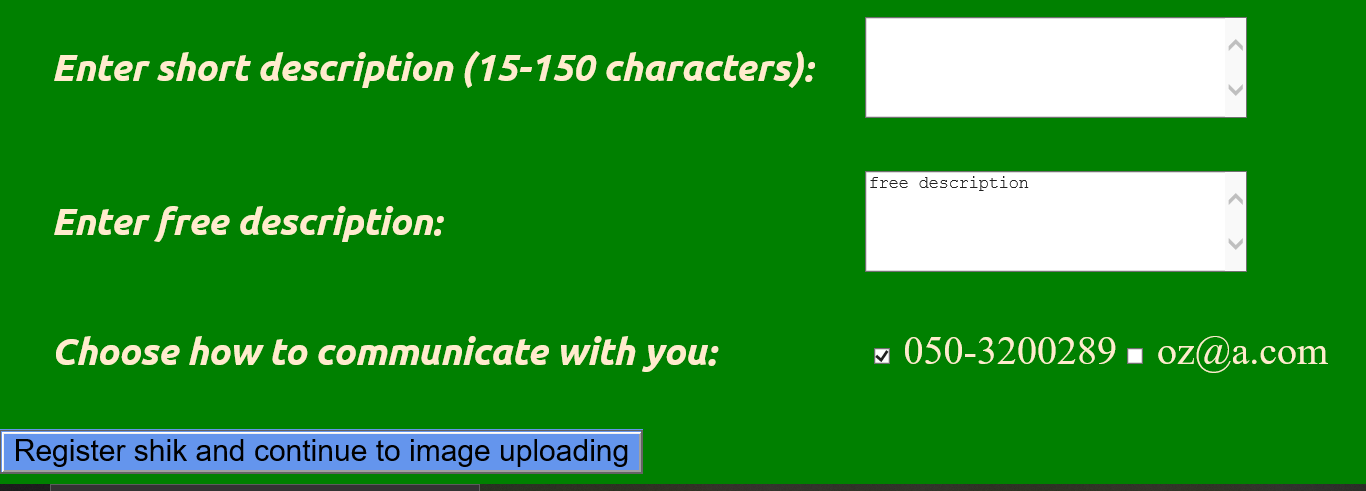 Enter short description (15-150 characters):
Enter free description:
free description
Choose how to communicate with you:
050-3200289 oz@a.com
Register shik and continue to image uploading